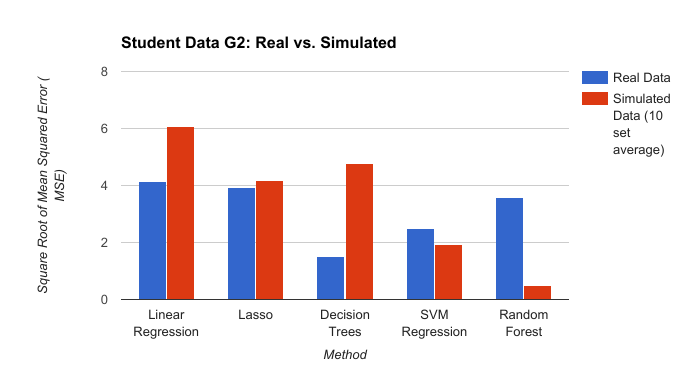 Student Data G2: Real vs. Simulated
Square Root of Mean Squared Error (
MSE)
8
6
4
2
0
Real Data
Simulated
Data (10
set
average)
Linear
Regression
Lasso
Decision
Trees
SVM
Regression
Random
Forest
Method